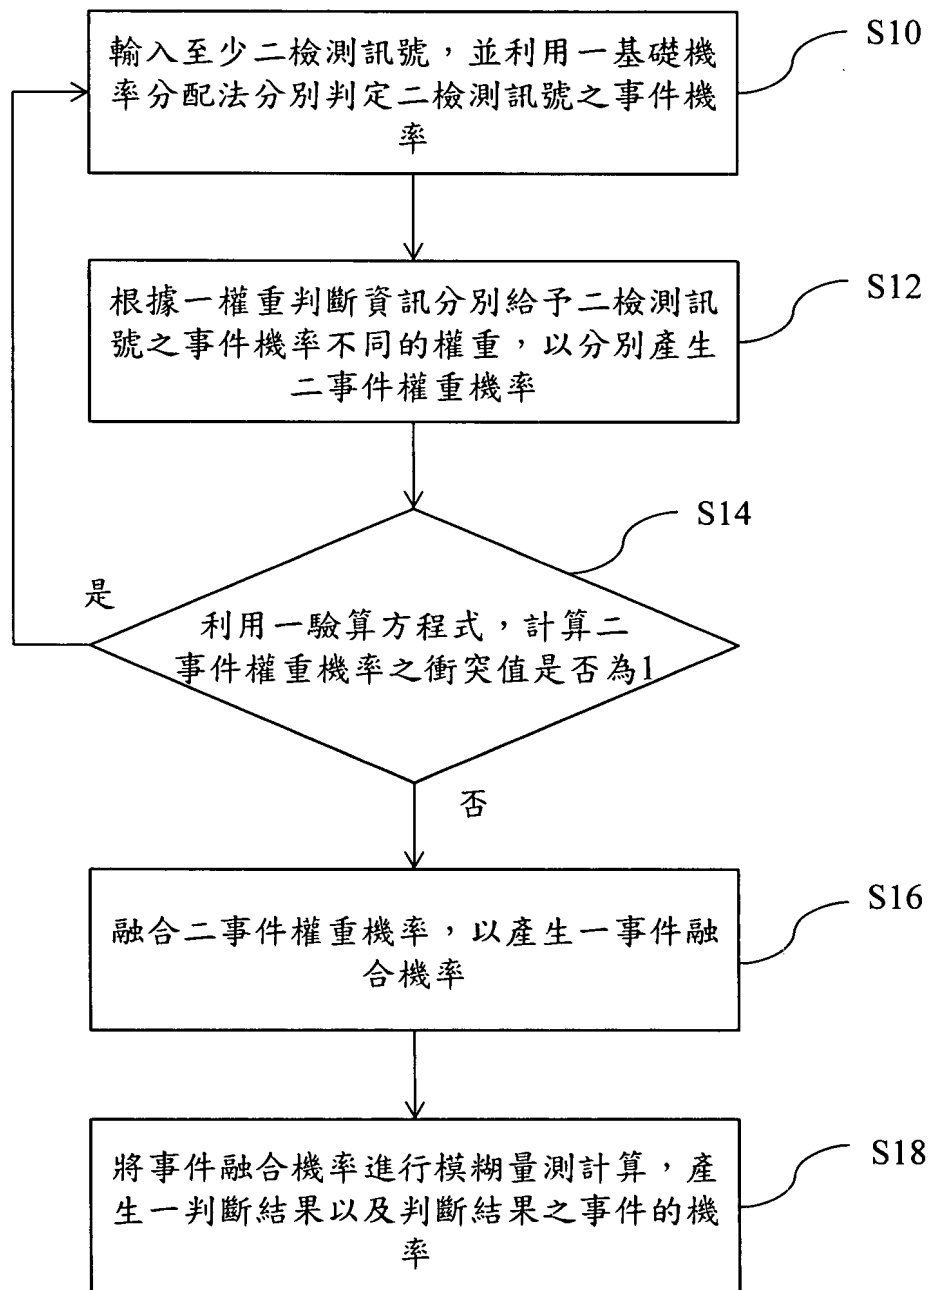 輸入至少二檢測訊號，並利用一基礎機
率分配法分別判定二檢測訊號之事件機
率
S10
根據一權重判斷資訊分別給予二檢測訊
號之事件機率不同的權重，以分別產生
二事件權重機率
S12
S14
是
利用一驗算方程式，計算二
事件權重機率之衝突值是否為1
否
融合二事件權重機率，以產生一事件融
合機率
S16
將事件融合機率進行模糊量測計算，產
生一判斷結果以及判斷結果之事件的機
率
S18